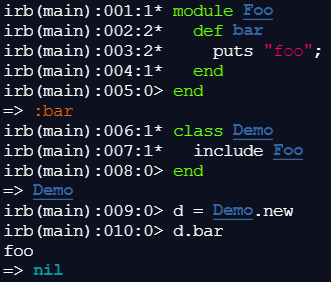 irb(main):001:1* module Foo
irb(main):002:2*   def bar
irb(main):003:2*     puts "foo";
irb(main):004:1*   end
irb(main):005:0> end
=> :bar
irb(main):006:1* class Demo
irb(main):007:1*   include Foo
irb(main):008:0> end
=> Demo
irb(main):009:0> d = Demo.new
irb(main):010:0> d.bar
foo
=> nil